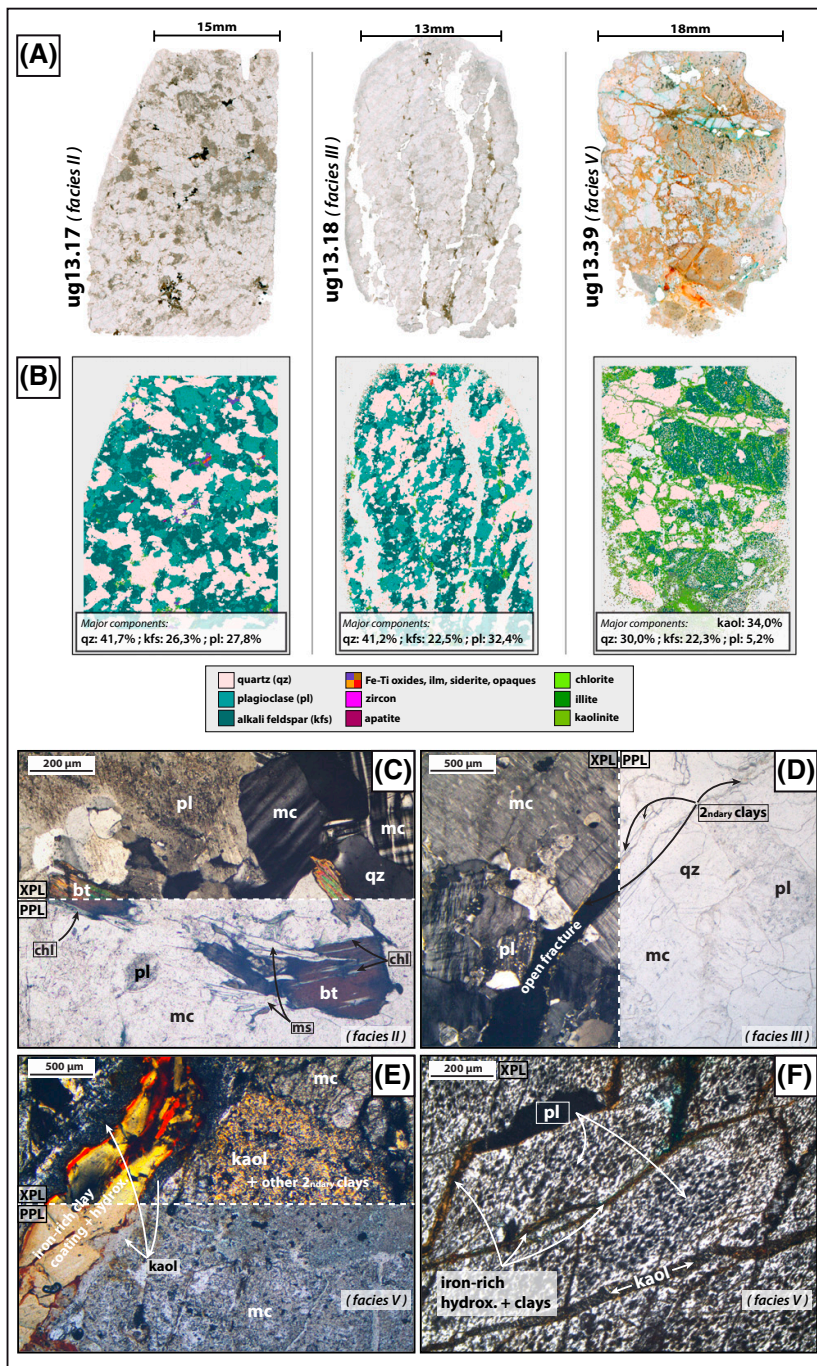 (A)
15mm
13mm
18mm
ug13.17 ( facies II )
ug13.18 ( facies III )
ug13.39 ( facies V )
(B)
Major components:
qz: 41,7% ; kfs: 26,3% ; pl: 27,8%
Major components:
qz: 41,2% ; kfs: 22,5% ; pl: 32,4%
Major components: kaol: 34,0%
qz: 30,0% ; kfs: 22,3% ; pl: 5,2%
quartz (qz)
plagioclase (pl)
alkali feldspar (kfs)
Fe-Ti oxides, ilm, siderite, opaques
zircon
apatite
chlorite
illite
kaolinite
200 µm
(C)
pl
mc
mc
qz
bt
XPL
PPL
chl
pl
chl
bt
mc
ms
( facies II )
500 µm
XPL PPL
(D)
mc
2ndary clays
qz
pl
pl
open fracture
mc
( facies III )
500 µm
(E)
mc
kaol
+ other 2ndary clays
XPL
PPL
iron-rich clay
coating + hydrox.
kaol
mc
( facies V )
200 µm
XPL
(F)
pl
iron-rich
hydrox. + clays
kaol
( facies V )